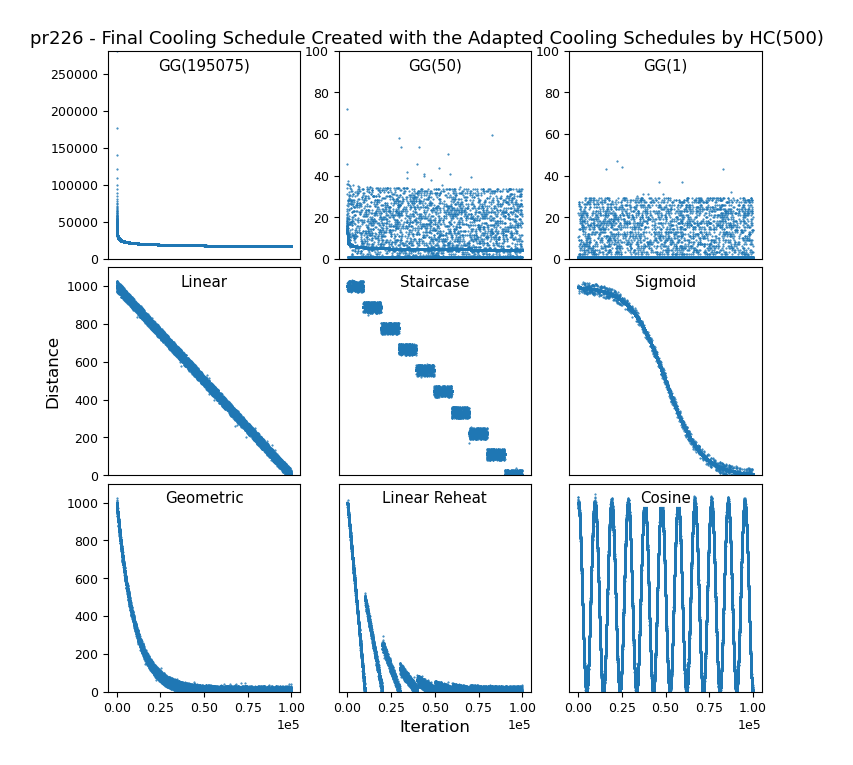 pr226 - Final Cooling Schedule Created with the Adapted Cooling Schedules by HC(500)
GG(195075)
250000
200000
150000
100000
50000
0
GG(50)
100
80
60
40
20
0
GG(1)
100
80
60
40
20
0
Distance
Linear
1000
800
600
400
200
0
Staircase
Sigmoid
Geometric
1000
800
600
400
200
0
0.00 0.25 0.50 0.75 1.00
1e5
Linear Reheat
0.00 0.25 0.50 0.75 1.00
1e5
Cosine
0.00 0.25 0.50 0.75 1.00
1e5
Iteration